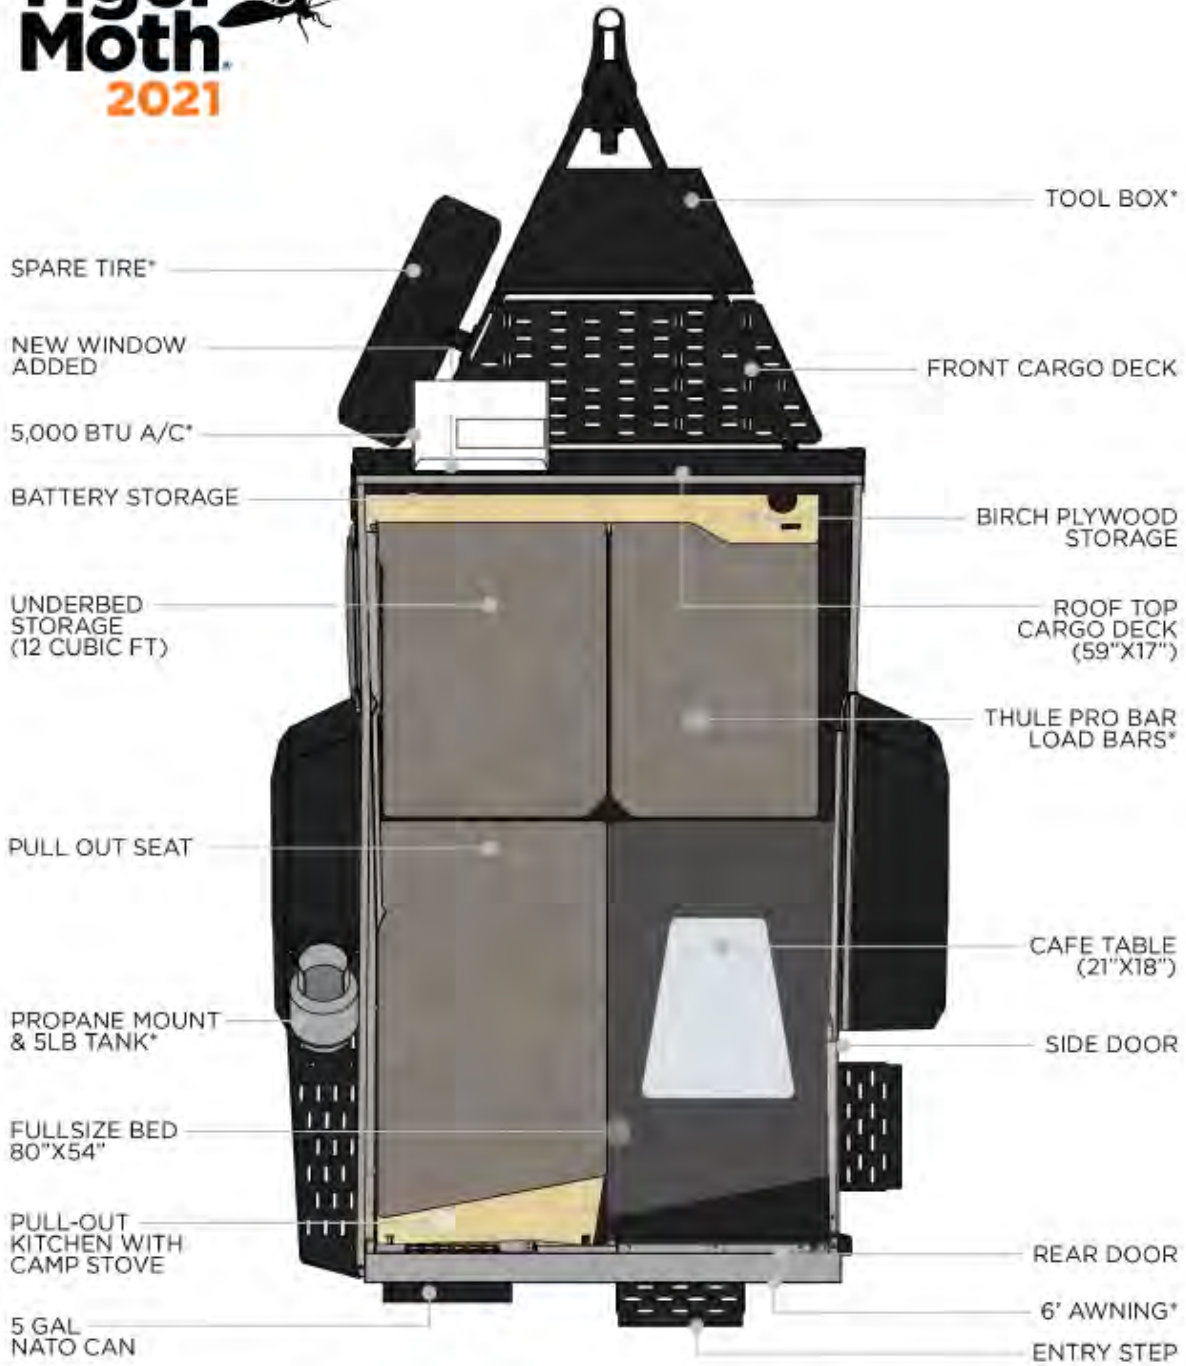 Tiger
Moth®
2021
SPARE TIRE*
NEW WINDOW
ADDED
5,000 BTU A/C*
BATTERY STORAGE
UNDERBED
STORAGE
(12 CUBIC FT)
PULL OUT SEAT
PROPANE MOUNT
& 5LB TANK*
FULLSIZE BED
80"X54"
PULL-OUT
KITCHEN WITH
CAMP STOVE
5 GAL
NATO CAN
TOOL BOX*
FRONT CARGO DECK
BIRCH PLYWOOD
STORAGE
ROOF TOP
CARGO DECK
(59"X17")
THULE PRO BAR
LOAD BARS*
CAFE TABLE
(21"X18")
SIDE DOOR
REAR DOOR
6' AWNING*
ENTRY STEP